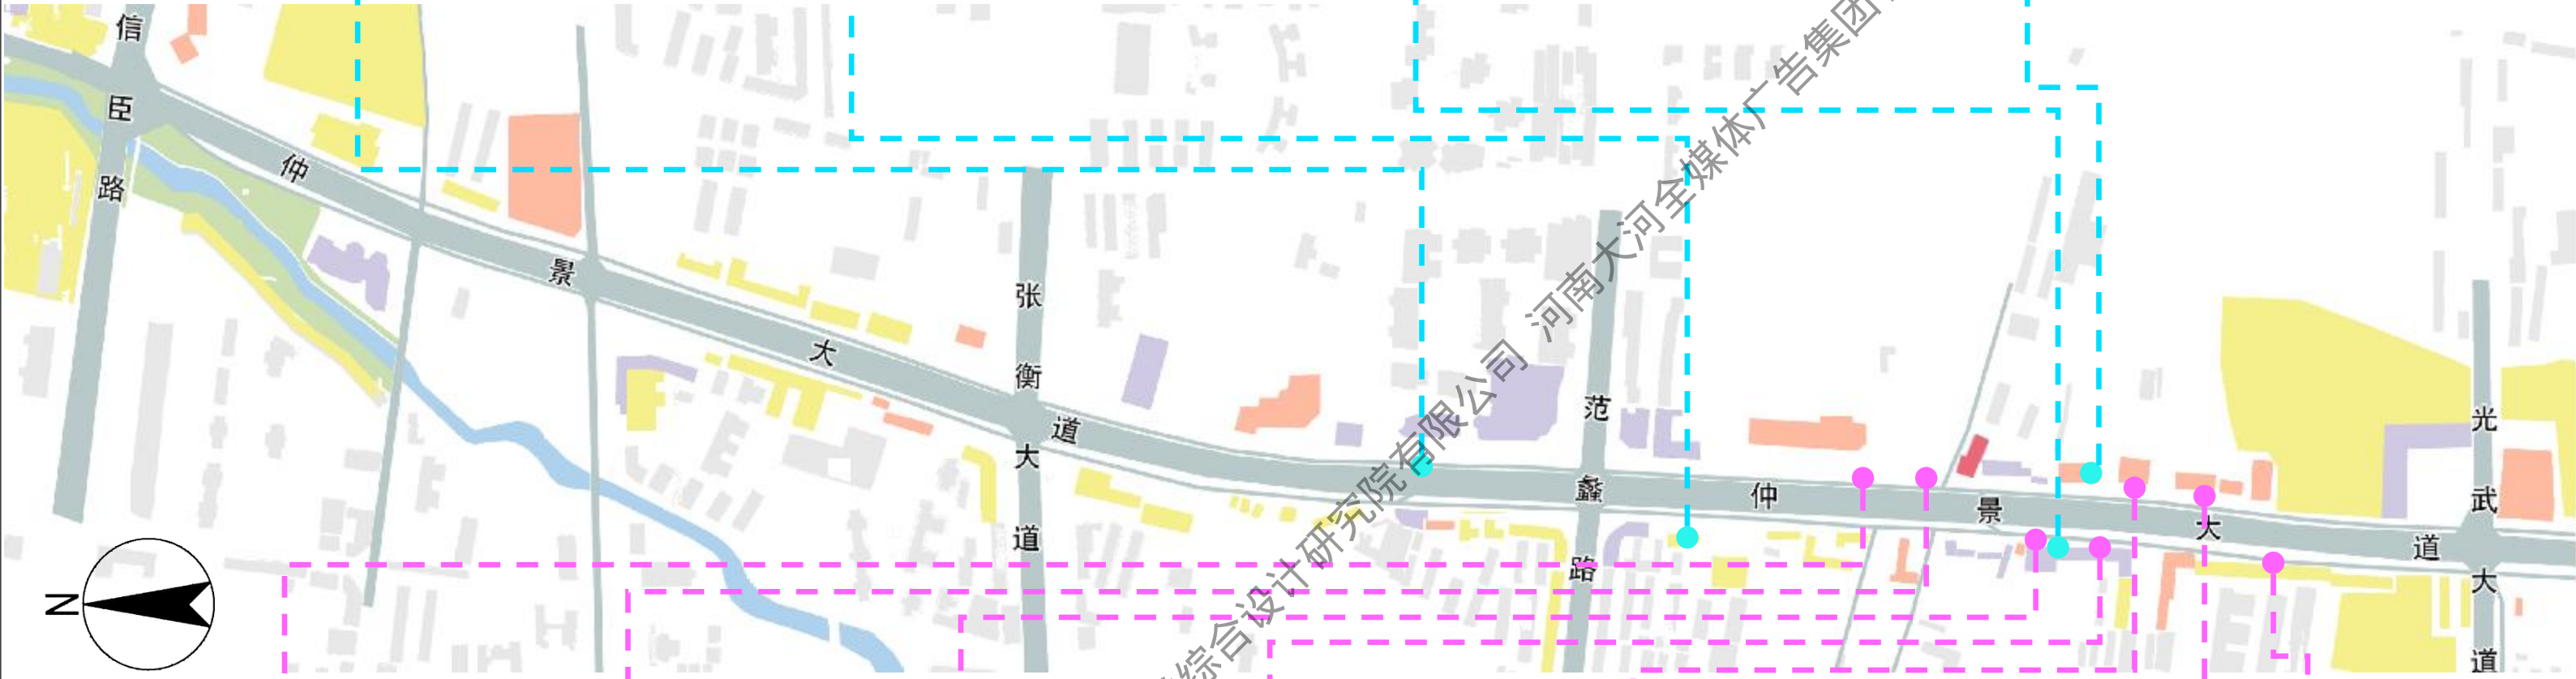 信臣路
仲景大道
张衡大道
范蠡路
仲景大道
光武大道
综合设计研究院有限公司 河南大河全媒体广告集团
N